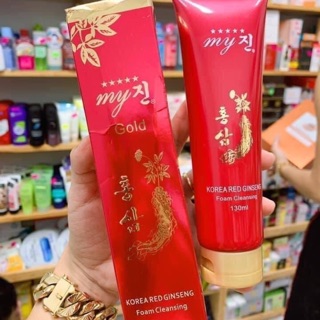 ★★★★★
my진
Gold
홍
삼
KOREA RED GINSENG
Foam Cleansing
★★★★★
my진
홍
삼
KOREA RED GINSENG
Foam Cleansing
130ml